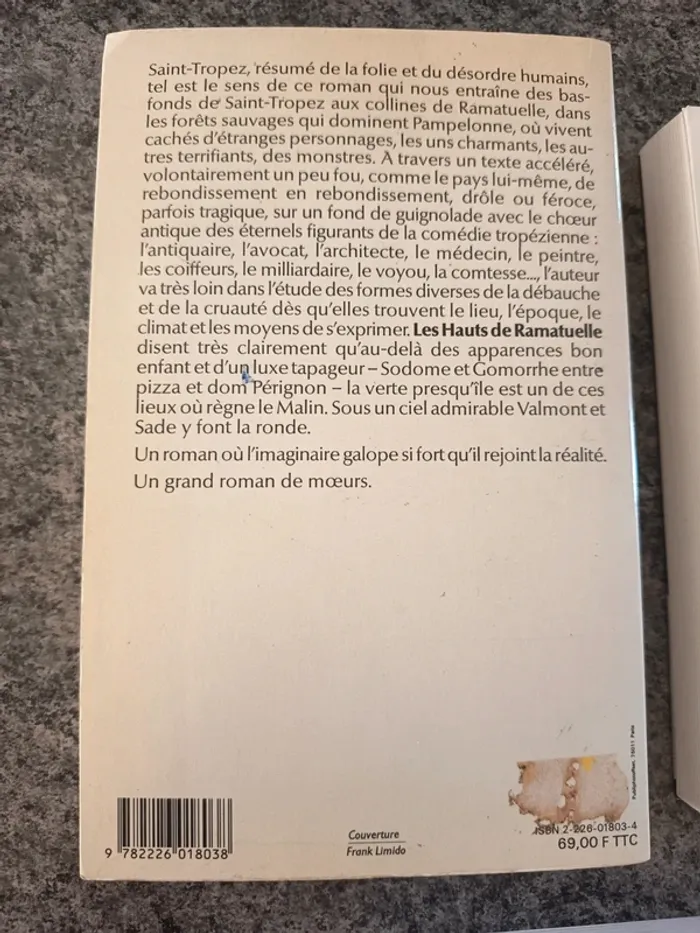 Saint-Tropez, résumé de la folie et du désordre humains,
tel est le sens de ce roman qui nous entraîne des bas-
fonds de Saint-Tropez aux collines de Ramatuelle, dans
les forêts sauvages qui dominent Pampelonne, où vivent
cachés d'étranges personnages, les uns charmants, les au-
tres terrifiants, des monstres. A travers un texte accéléré,
volontairement un peu fou, comme le pays lui-même, de
rebondissement en rebondissement, drôle ou féroce,
parfois tragique, sur un fond de guignolade avec le chœur
antique des éternels figurants de la comédie tropézienne :
l'antiquaire, l'avocat, l'architecte, le médecin, le peintre,
les coiffeurs, le milliardaire, le voyou, la comtesse..., l'auteur
va très loin dans l'étude des formes diverses de la débauche
et de la cruauté dès qu'elles trouvent le lieu, l'époque, le
climat et les moyens de s'exprimer. Les Hauts de Ramatuelle
disent très clairement qu'au-delà des apparences bon
enfant et d'un luxe tapageur – Sodome et Gomorrhe entre
pizza et dom Pérignon – la verte presqu'île est un de ces
lieux où règne le Malin. Sous un ciel admirable Valmont et
Sade y font la ronde.
Un roman où l'imaginaire galope si fort qu'il rejoint la réalité.
Un grand roman de mœurs.
9 782226 018038
Couverture
Frank Limido
ISBN 2-226-01803-4
69,00 F TTC